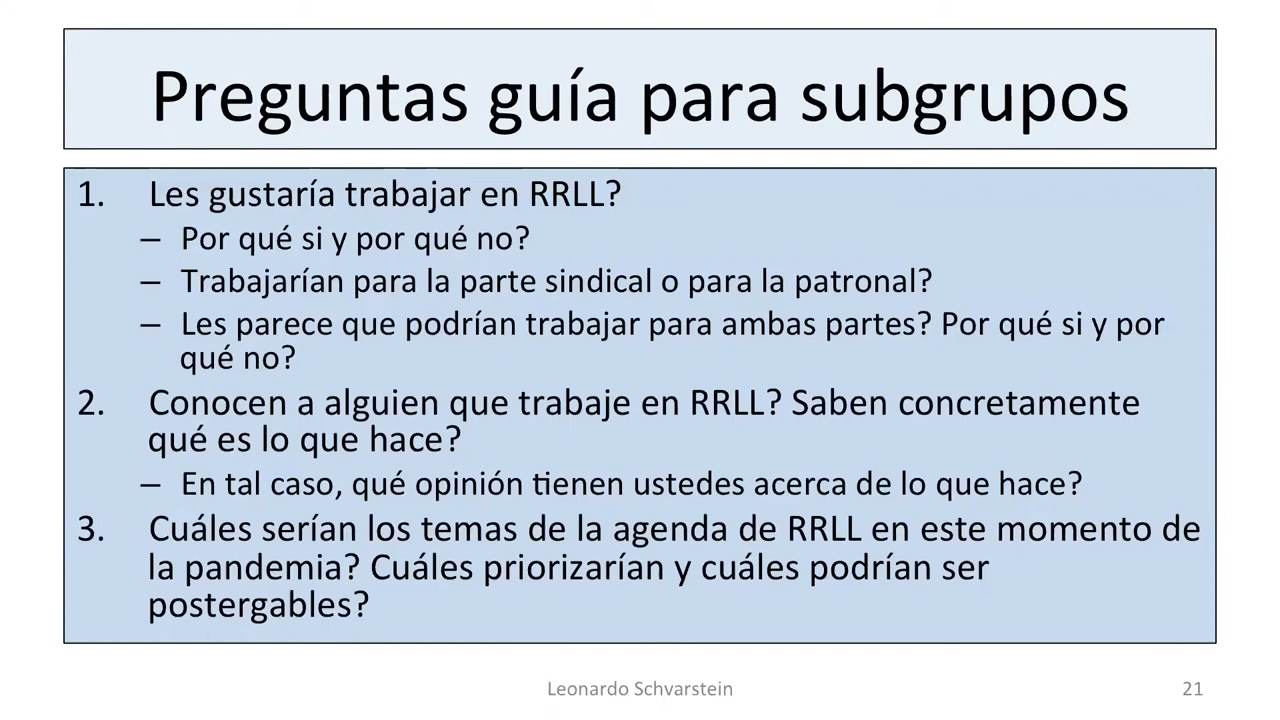 Preguntas guía para subgrupos
1. Les gustaría trabajar en RRLL?
– Por qué si y por qué no?
– Trabajarían para la parte sindical o para la patronal?
– Les parece que podrían trabajar para ambas partes? Por qué si y por
qué no?
2. Conocen a alguien que trabaje en RRLL? Saben concretamente
qué es lo que hace?
– En tal caso, qué opinión tienen ustedes acerca de lo que hace?
3. Cuáles serían los temas de la agenda de RRLL en este momento de
la pandemia? Cuáles priorizarían y cuáles podrían ser
postergables?
Leonardo Schvarstein
21